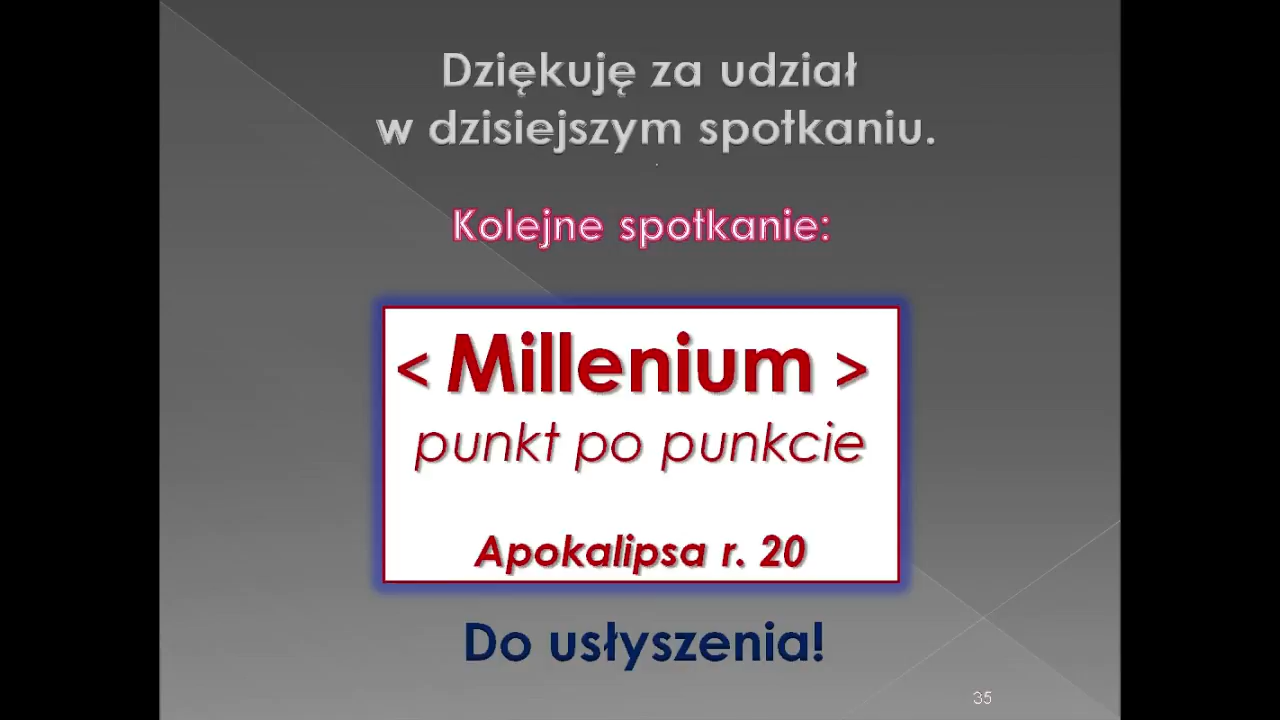 Dziękuję za udział
w dzisiejszym spotkaniu.
Kolejne spotkanie:
< Millenium >
punkt po punkcie
Apokalipsa r. 20
Do usłyszenia!
35